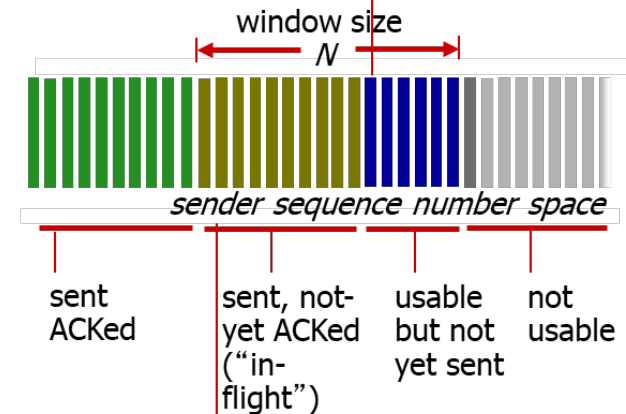 window size
N
sender sequence number space
sent
ACKed
sent, not-
yet ACKed
(“in-
flight”)
usable
but not
yet sent
not
usable